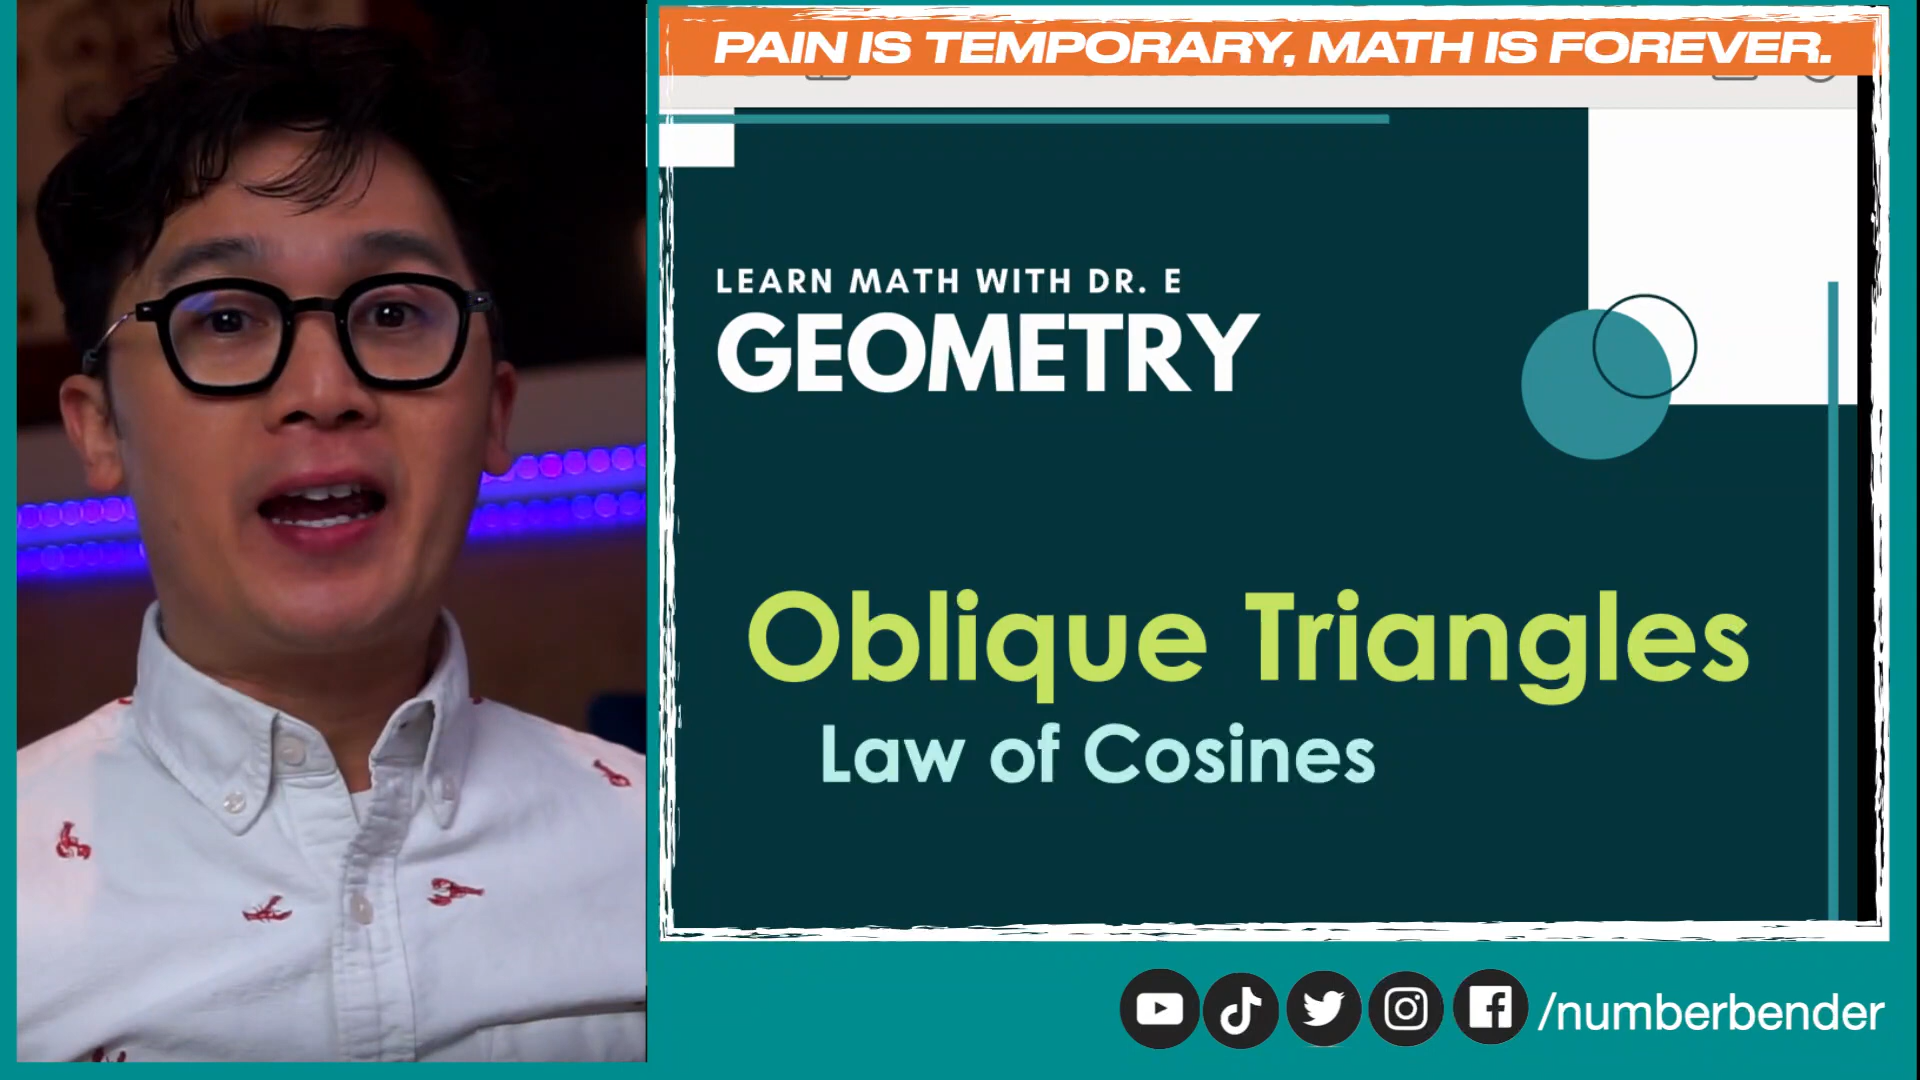 PAIN IS TEMPORARY, MATH IS FOREVER.
LEARN MATH WITH DR. E
GEOMETRY
Oblique Triangles
Law of Cosines
/numberbender